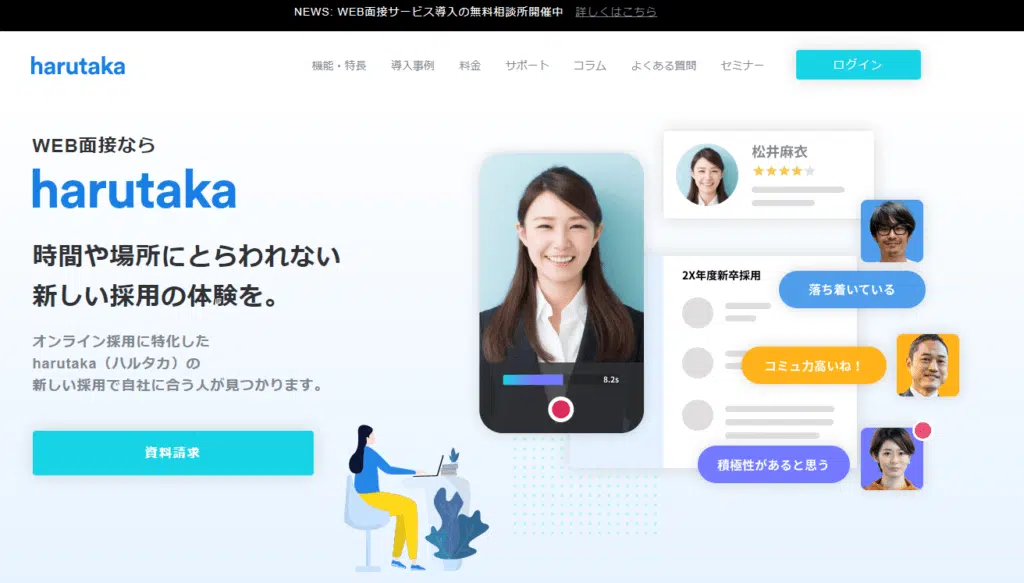 NEWS: WEB面接サービス導入の無料相談所開催中 詳しくはこちら
harutaka
機能・特長 導入事例 料金 サポート コラム よくある質問 セミナー ログイン
WEB面接なら
harutaka
時間や場所にとらわれない
新しい採用の体験を。
オンライン採用に特化した
harutaka（ハルタカ）の
新しい採用で自社に合う人が見つかります。
資料請求
8.2s
松井麻衣
2X年度新卒採用
落ち着いている
コミュ力高いね！
積極性があると思う